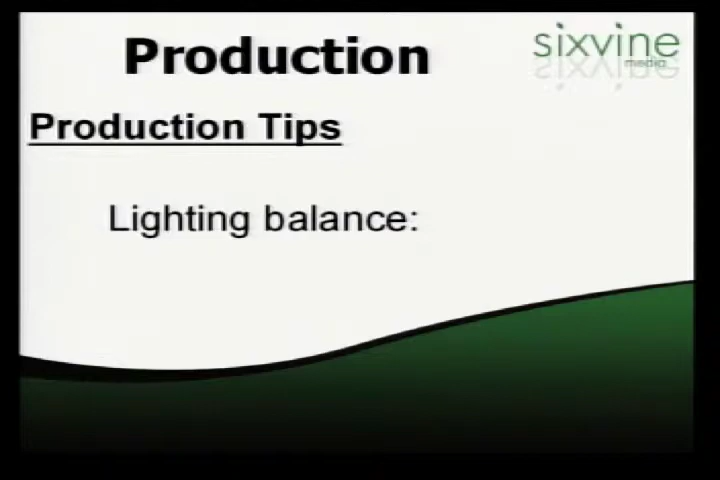 Production
sixvine
media
Production Tips
Lighting balance: